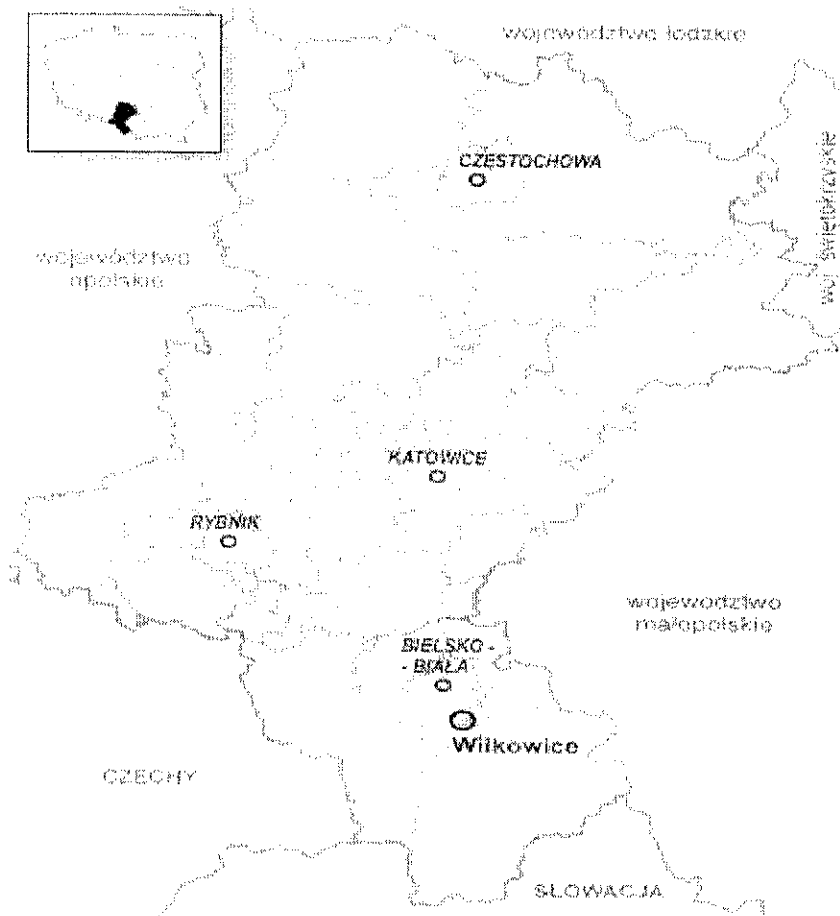 województwo łódzkie
CZĘSTOCHOWA
woj. świętokrzyskie
województwo
opolskie
KATOWICE
RYBNIK
województwo
małopolskie
BIELSKO -
- BIAŁA
Wilkowice
CZECHY
SŁOWACJA